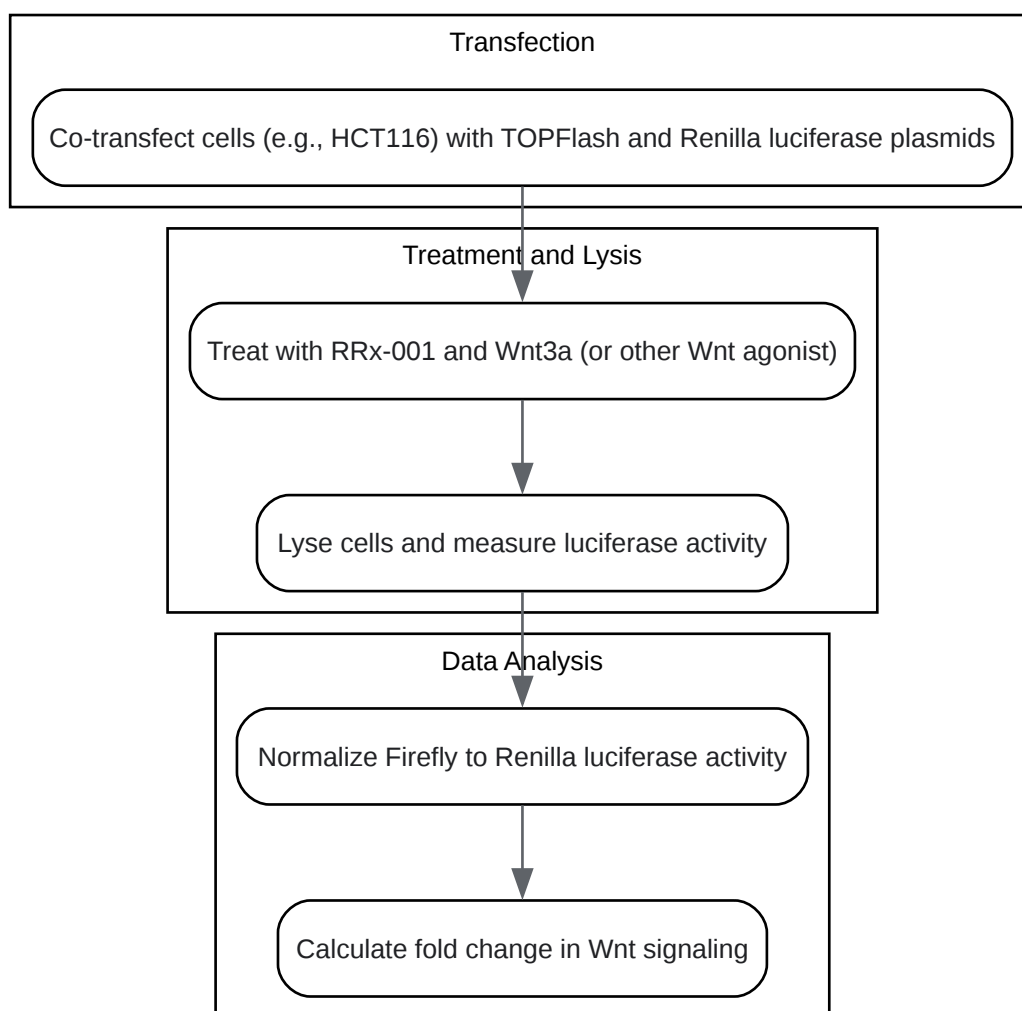 Transfection
Co-transfect cells (e.g., HCT116) with TOPFlash and Renilla luciferase plasmids
Treatment and Lysis
Treat with RRx-001 and Wnt3a (or other Wnt agonist)
Lyse cells and measure luciferase activity
Data Analysis
Normalize Firefly to Renilla luciferase activity
Calculate fold change in Wnt signaling